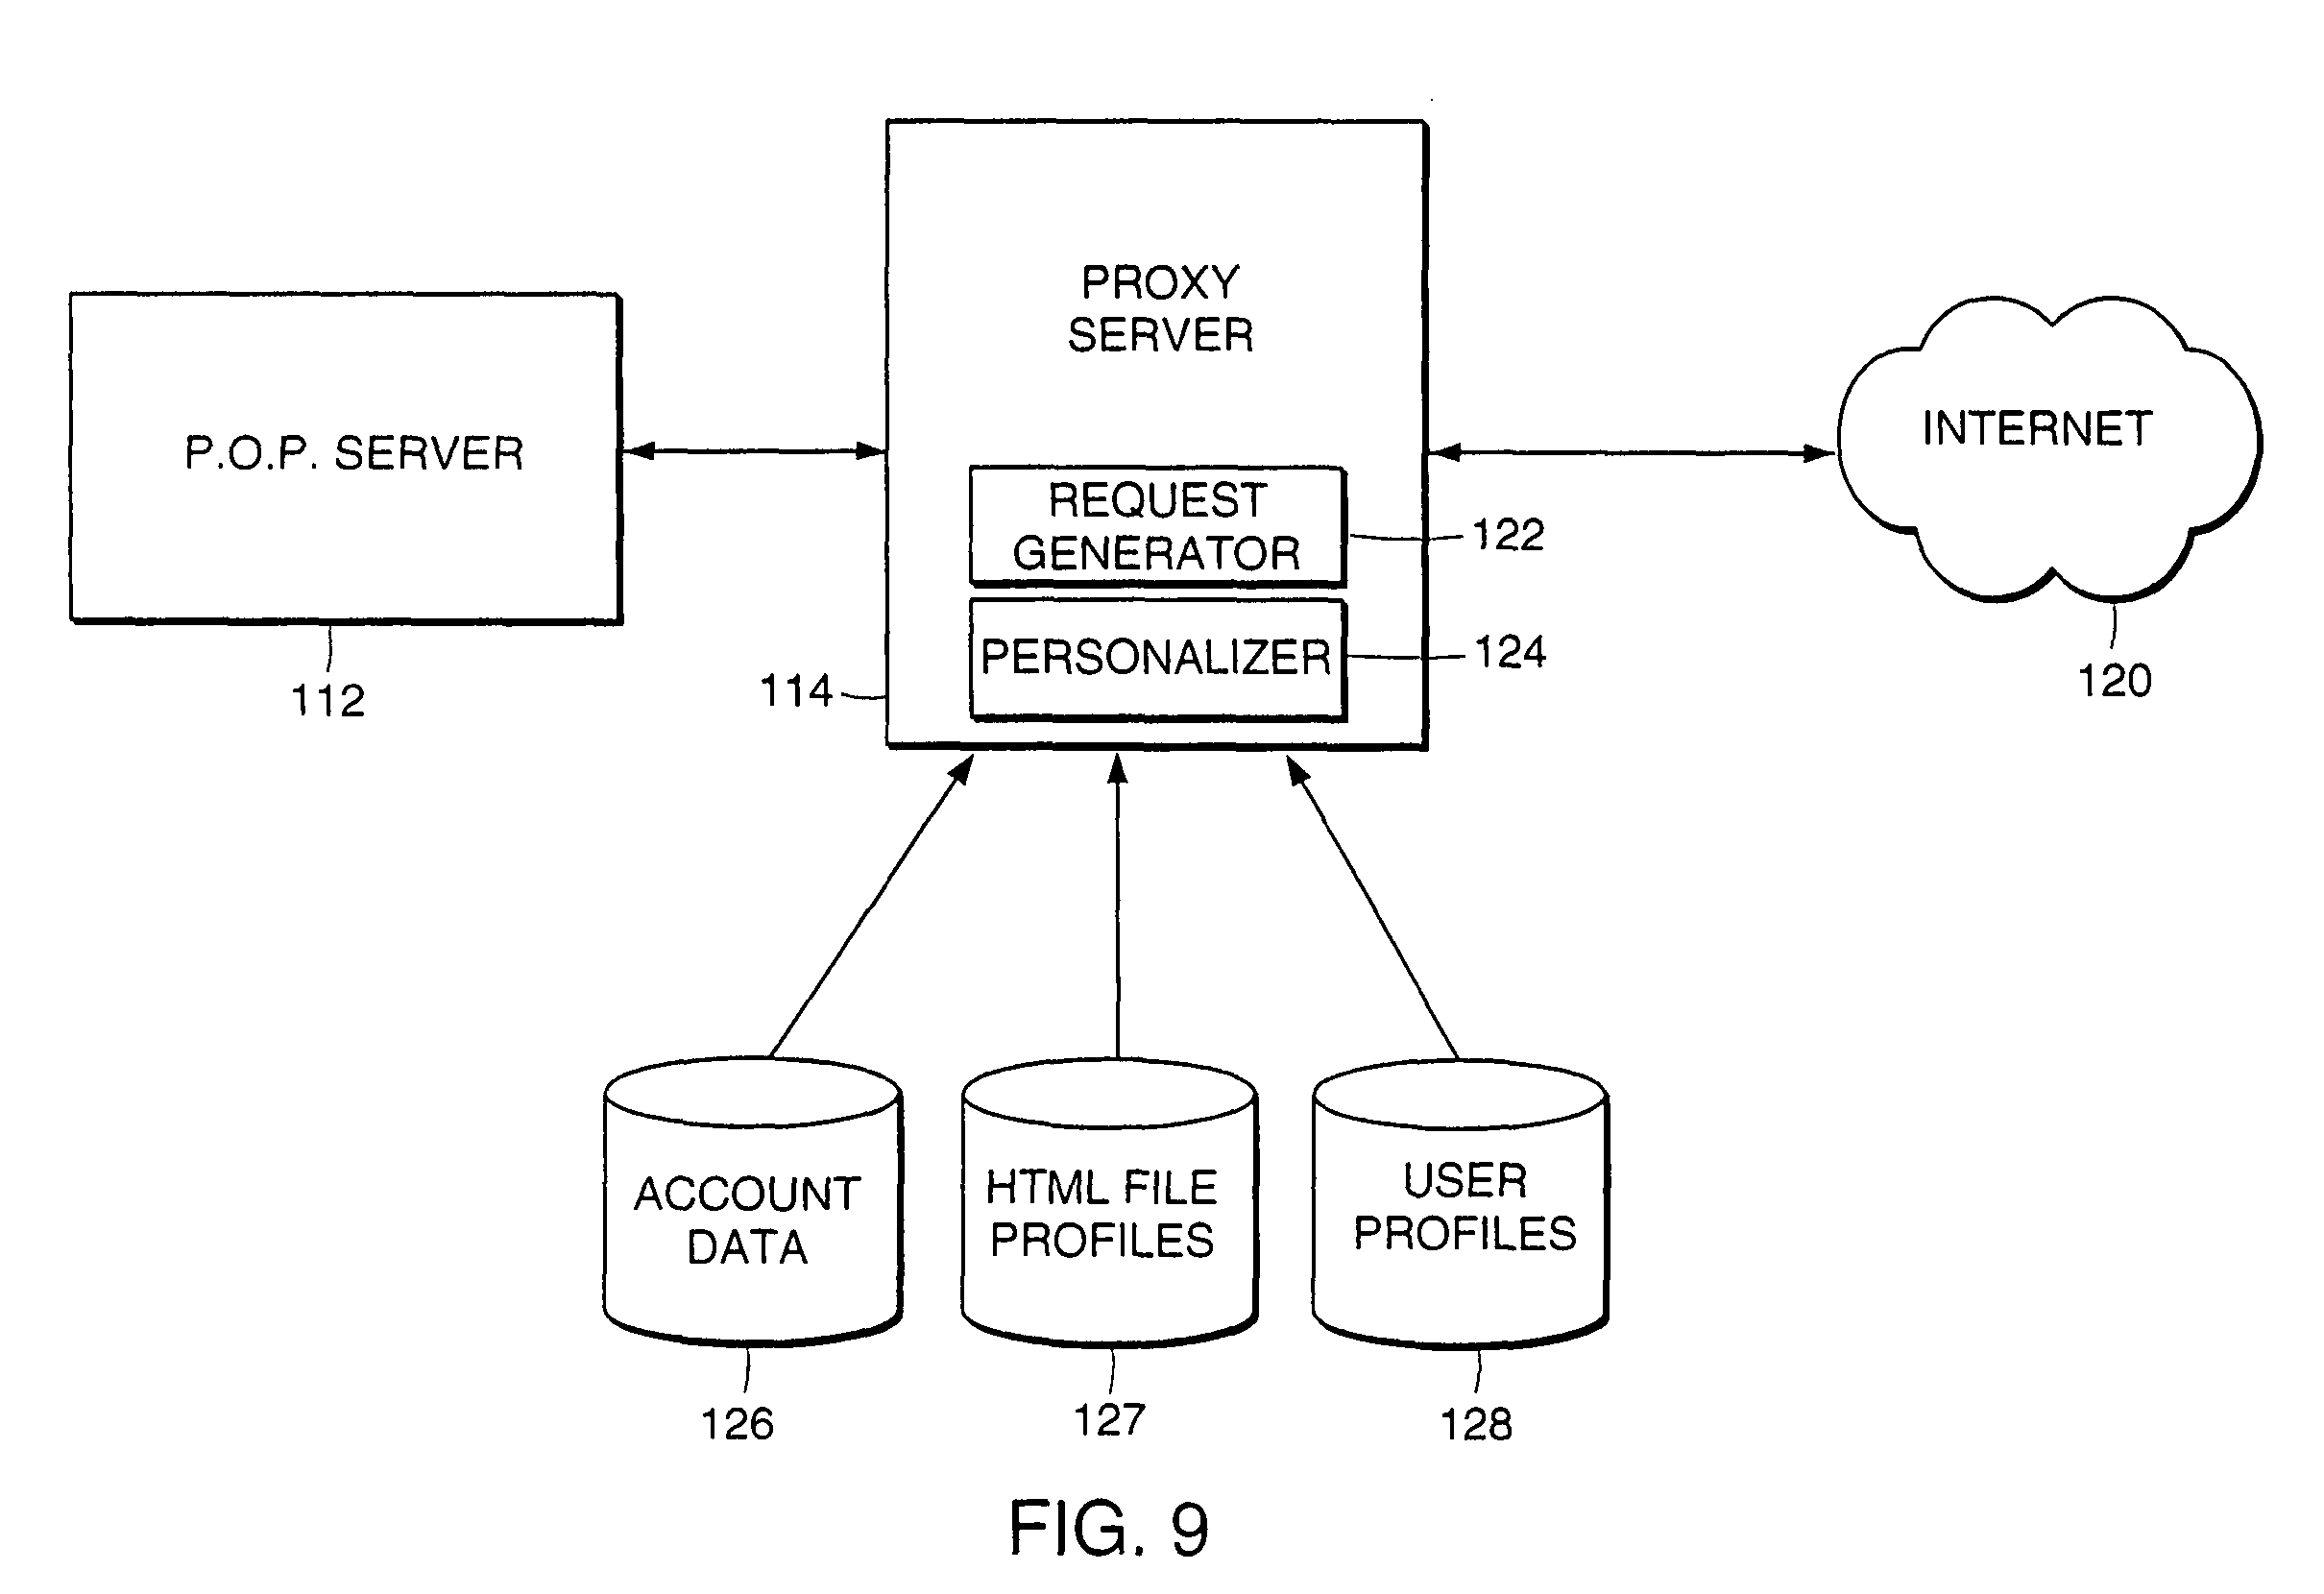 PROXY
SERVER
P.O.P. SERVER
INTERNET
REQUEST
GENERATOR
122
PERSONALIZER
124
114
112
120
ACCOUNT
DATA
HTML FILE
PROFILES
USER
PROFILES
126
127
128
FIG. 9